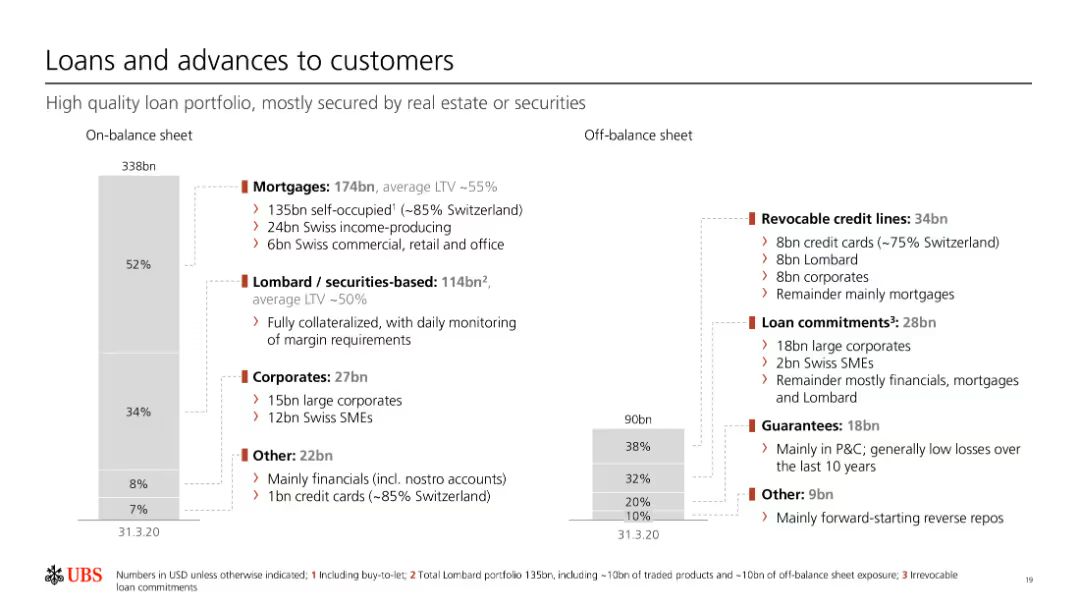 Loans and advances to customers
High quality loan portfolio, mostly secured by real estate or securities
On-balance sheet
338bn
52%
34%
8%
7%
31.3.20
Mortgages: 174bn, average LTV ~55%
› 135bn self-occupied¹ (~85% Switzerland)
› 24bn Swiss income-producing
› 6bn Swiss commercial, retail and office
Lombard / securities-based: 114bn²,
average LTV ~50%
› Fully collateralized, with daily monitoring
of margin requirements
Corporates: 27bn
› 15bn large corporates
› 12bn Swiss SMEs
Other: 22bn
› Mainly financials (incl. nostro accounts)
› 1bn credit cards (~85% Switzerland)
Off-balance sheet
90bn
38%
32%
20%
10%
31.3.20
Revocable credit lines: 34bn
› 8bn credit cards (~75% Switzerland)
› 8bn Lombard
› 8bn corporates
› Remainder mainly mortgages
Loan commitments³: 28bn
› 18bn large corporates
› 2bn Swiss SMEs
› Remainder mostly financials, mortgages
and Lombard
Guarantees: 18bn
› Mainly in P&C; generally low losses over
the last 10 years
Other: 9bn
› Mainly forward-starting reverse repos
UBS
Numbers in USD unless otherwise indicated; 1 Including buy-to-let; 2 Total Lombard portfolio 135bn, including ~10bn of traded products and ~10bn of off-balance sheet exposure; 3 Irrevocable
loan commitments
19